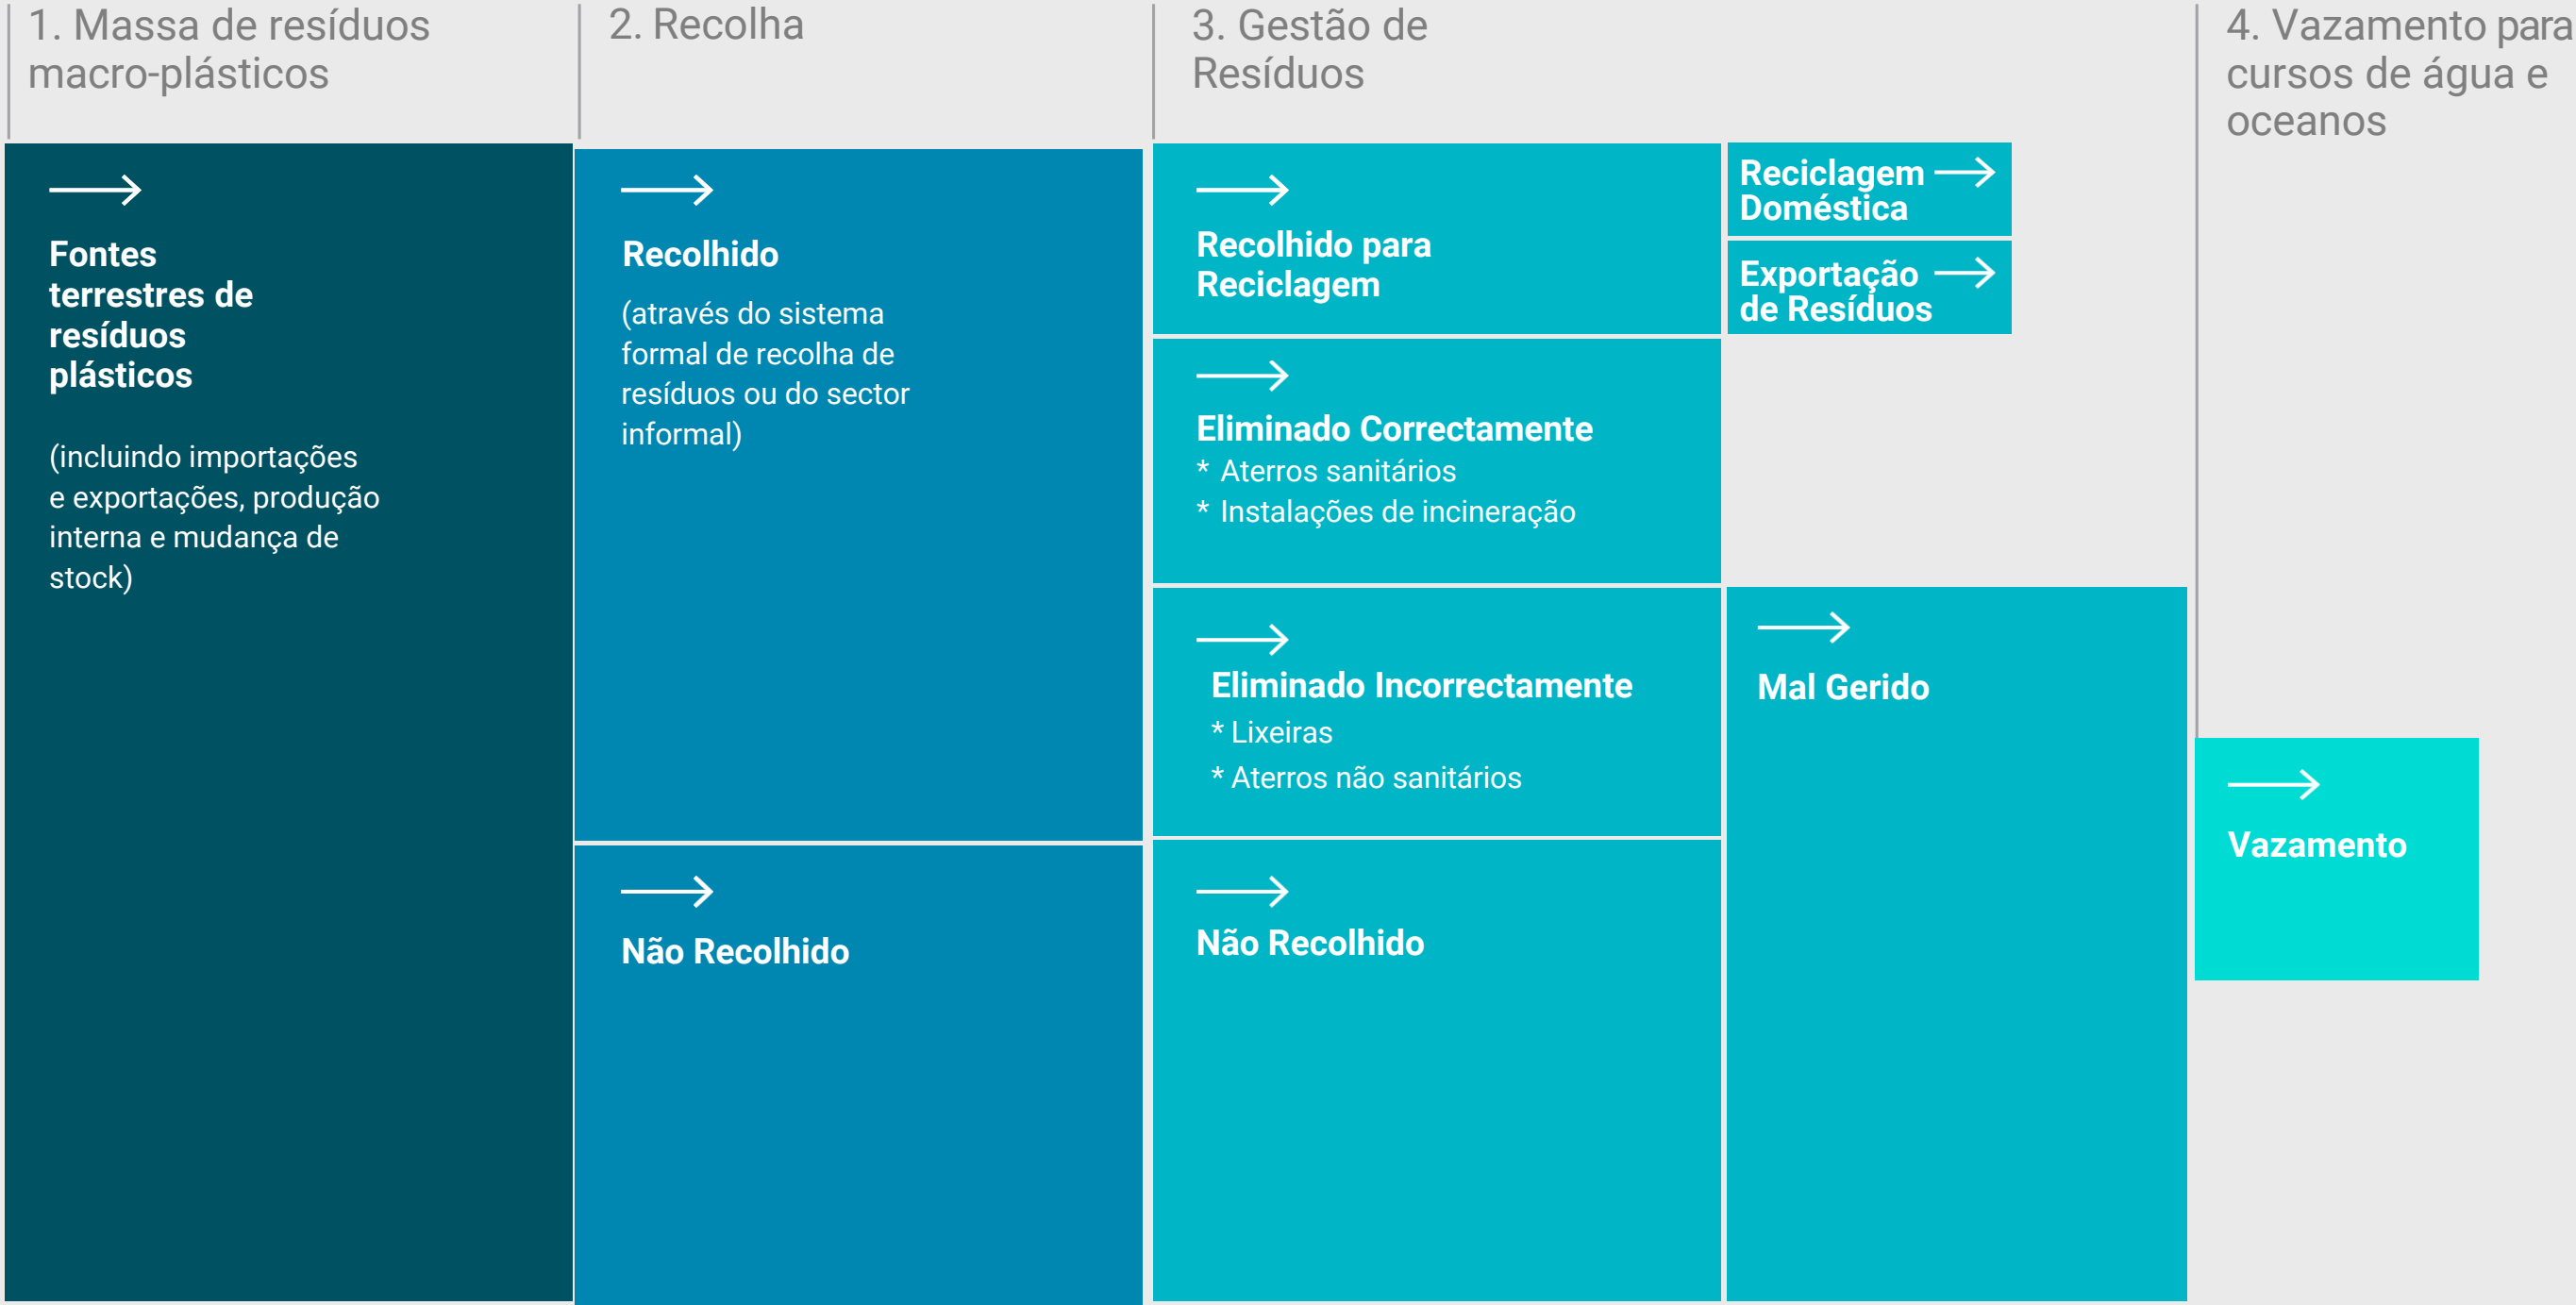 1. Massa de resíduos
macro-plásticos
2. Recolha
3. Gestão de
Resíduos
4. Vazamento para
cursos de água e
oceanos
Fontes
terrestres de
resíduos
plásticos
(incluindo importações
e exportações, produção
interna e mudança de
stock)
Recolhido
(através do sistema
formal de recolha de
resíduos ou do sector
informal)
Não Recolhido
Recolhido para
Reciclagem
Reciclagem
Doméstica
Exportação
de Resíduos
Eliminado Correctamente
* Aterros sanitários
* Instalações de incineração
Eliminado Incorrectamente
* Lixeiras
* Aterros não sanitários
Não Recolhido
Mal Gerido
Vazamento